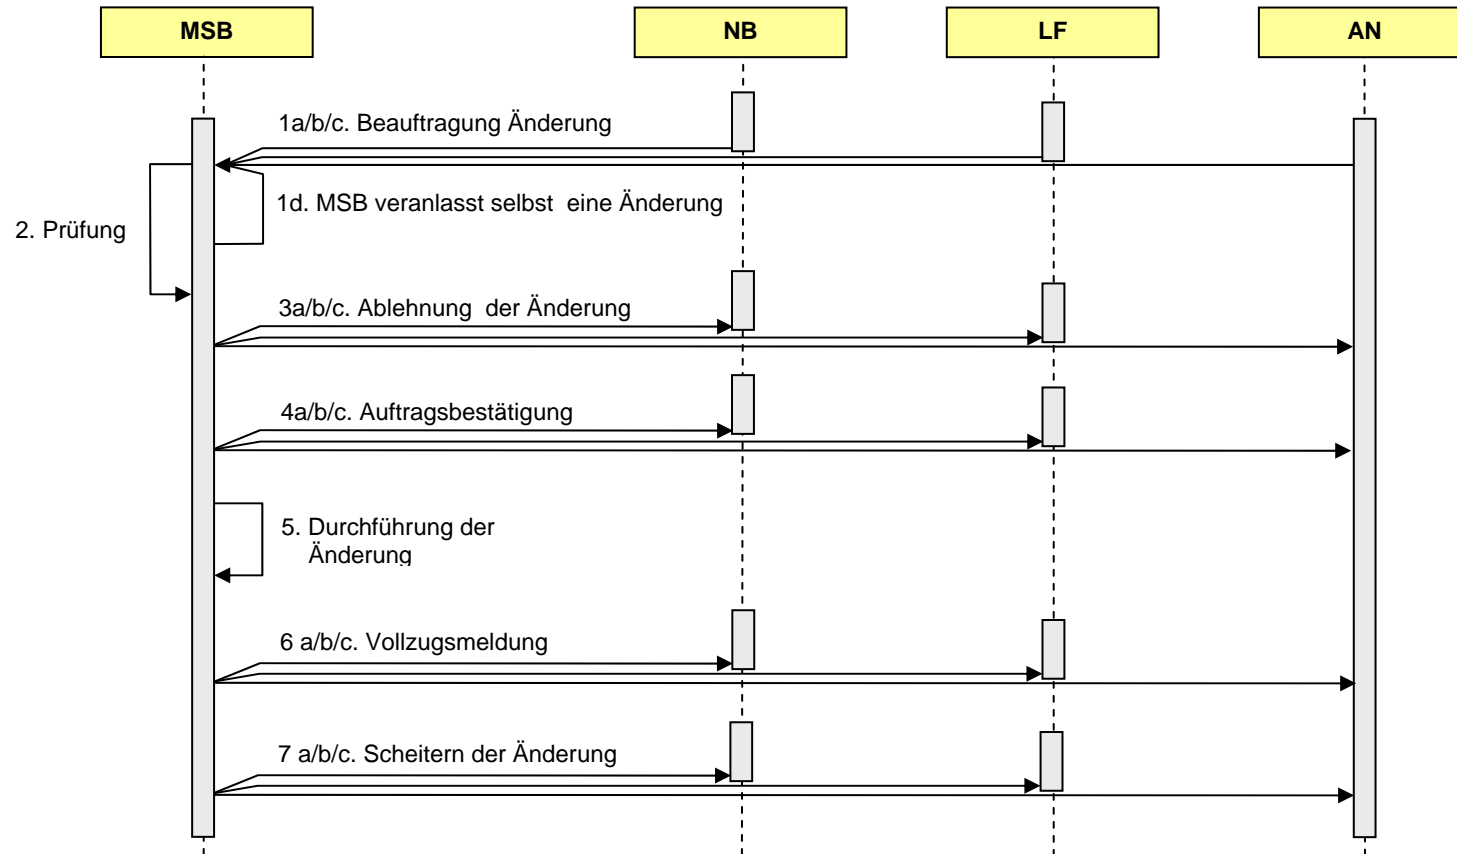 MSB
NB
LF
AN
1a/b/c. Beauftragung Änderung
1d. MSB veranlasst selbst eine Änderung
2. Prüfung
3a/b/c. Ablehnung der Änderung
4a/b/c. Auftragsbestätigung
5. Durchführung der
Änderung
6 a/b/c. Vollzugsmeldung
7 a/b/c. Scheitern der Änderung